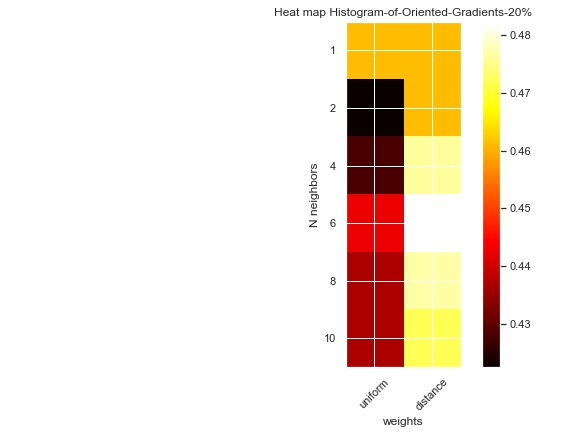 Heat map Histogram-of-Oriented-Gradients-20%
N neighbors
1
2
4
6
8
10
uniform
distance
weights
0.48
0.47
0.46
0.45
0.44
0.43